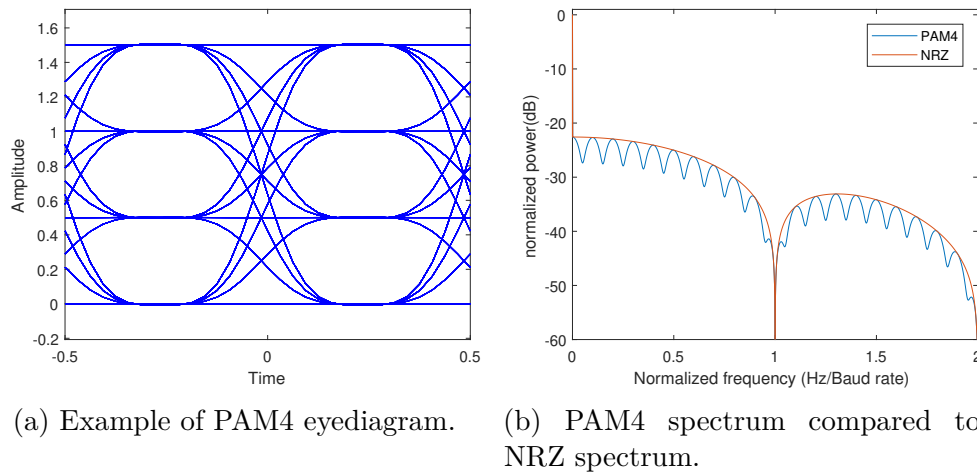 1.6
1.4
1.2
1
0.8
0.6
0.4
0.2
0
-0.2
Amplitude
-0.5
0
0.5
Time
0
-10
-20
-30
-40
-50
-60
normalized power(dB)
PAM4
NRZ
0
0.5
1
1.5
2
Normalized frequency (Hz/Baud rate)
(a) Example of PAM4 eyediagram.
(b) PAM4 spectrum compared to
NRZ spectrum.